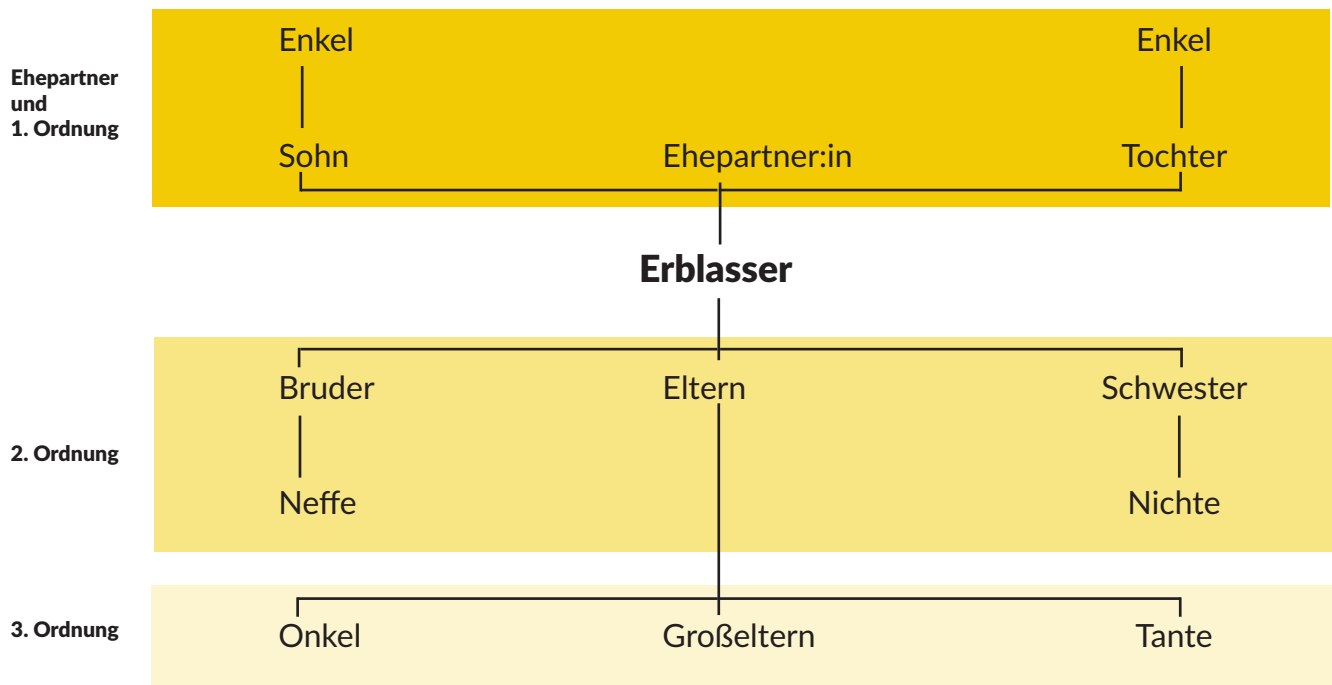 Enkel Enkel
Ehepartner
und
1. Ordnung
Sohn Ehepartner:in Tochter
Erblasser
Bruder Eltern Schwester
2. Ordnung
Neffe Nichte
3. Ordnung
Onkel Großeltern Tante